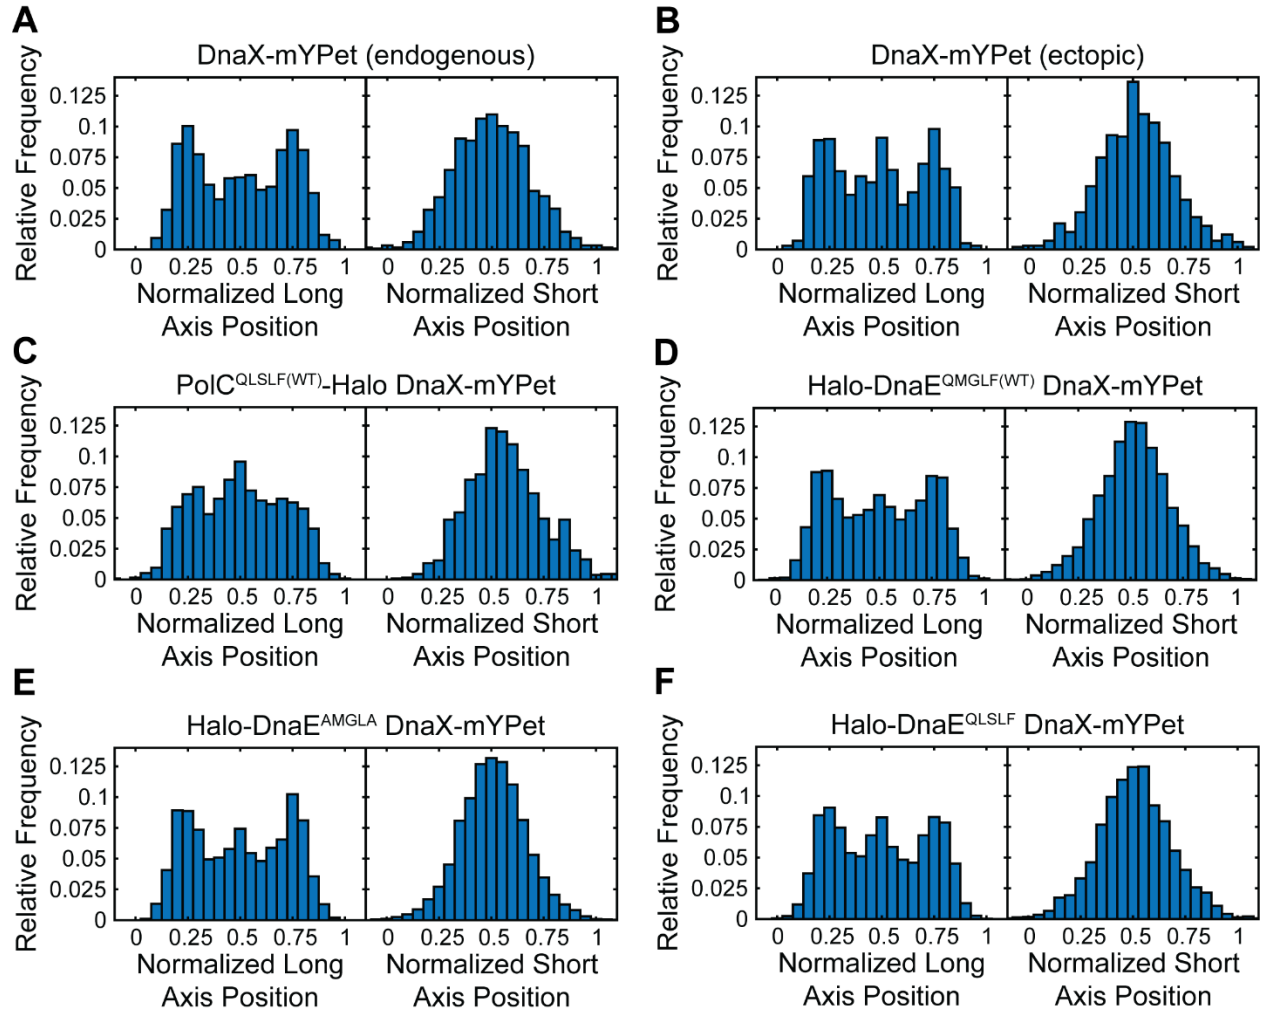 A
DnaX-mYPet (endogenous)
Relative Frequency
0.125
0.1
0.075
0.05
0.025
0
0 0.25 0.5 0.75 1 0 0.25 0.5 0.75 1
Normalized Long Normalized Short
Axis Position Axis Position
B
DnaX-mYPet (ectopic)
Relative Frequency
0.125
0.1
0.075
0.05
0.025
0
0 0.25 0.5 0.75 1 0 0.25 0.5 0.75 1
Normalized Long Normalized Short
Axis Position Axis Position
C
PolC^QLSLF(WT)-Halo DnaX-mYPet
Relative Frequency
0.125
0.1
0.075
0.05
0.025
0
0 0.25 0.5 0.75 1 0 0.25 0.5 0.75 1
Normalized Long Normalized Short
Axis Position Axis Position
D
Halo-DnaE^QMGLF(WT) DnaX-mYPet
Relative Frequency
0.125
0.1
0.075
0.05
0.025
0
0 0.25 0.5 0.75 1 0 0.25 0.5 0.75 1
Normalized Long Normalized Short
Axis Position Axis Position
E
Halo-DnaE^AMGLA DnaX-mYPet
Relative Frequency
0.125
0.1
0.075
0.05
0.025
0
0 0.25 0.5 0.75 1 0 0.25 0.5 0.75 1
Normalized Long Normalized Short
Axis Position Axis Position
F
Halo-DnaE^QLSLF DnaX-mYPet
Relative Frequency
0.125
0.1
0.075
0.05
0.025
0
0 0.25 0.5 0.75 1 0 0.25 0.5 0.75 1
Normalized Long Normalized Short
Axis Position Axis Position